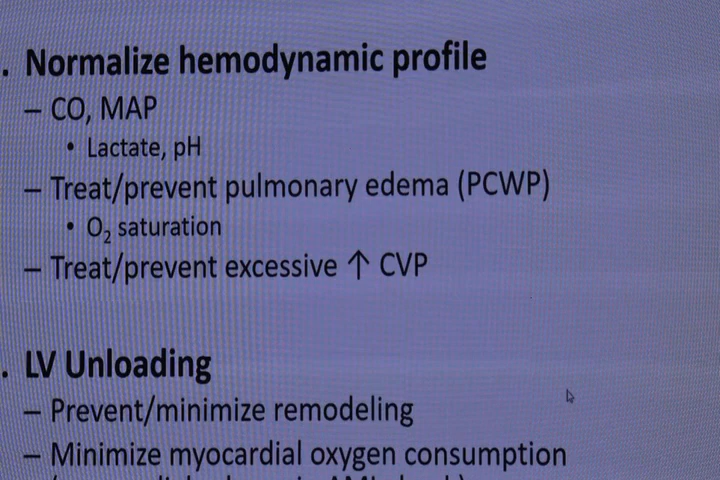 . Normalize hemodynamic profile
– CO, MAP
• Lactate, pH
– Treat/prevent pulmonary edema (PCWP)
• O₂ saturation
– Treat/prevent excessive ↑ CVP
. LV Unloading
– Prevent/minimize remodeling
– Minimize myocardial oxygen consumption